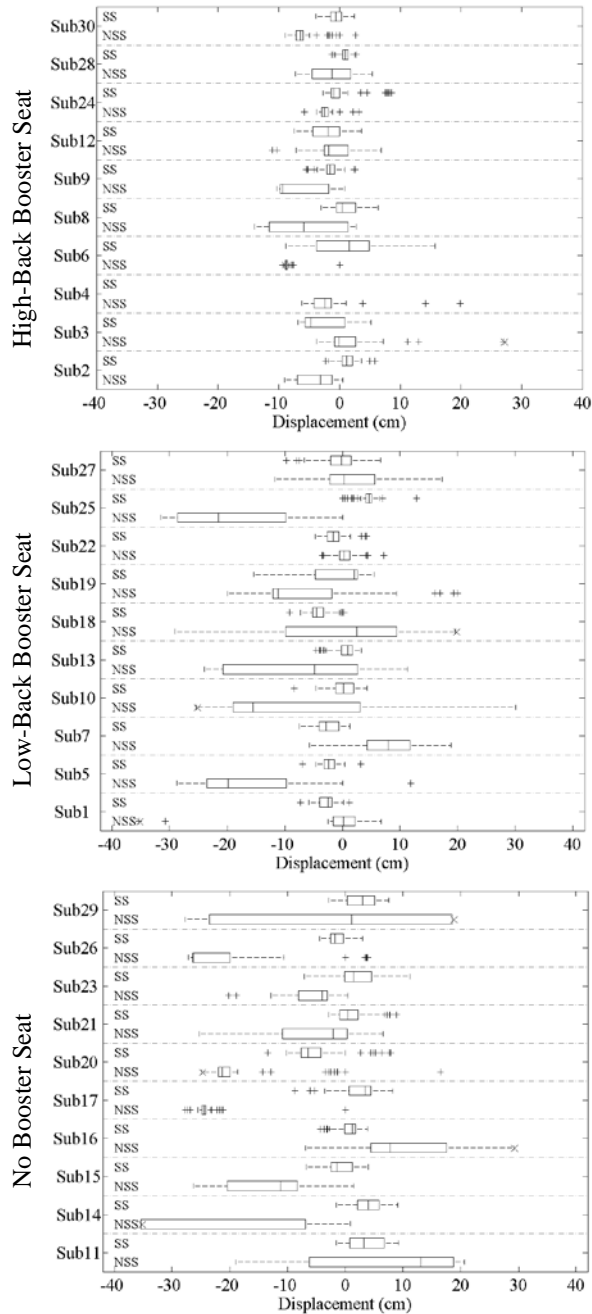 High-Back Booster Seat
Sub30
SS
NSS
Sub28
SS
NSS
Sub24
SS
NSS
Sub12
SS
NSS
Sub9
SS
NSS
Sub8
SS
NSS
Sub6
SS
NSS
Sub4
SS
NSS
Sub3
SS
NSS
Sub2
SS
NSS
-40 -30 -20 -10 0 10 20 30 40
Displacement (cm)
Low-Back Booster Seat
Sub27
SS
NSS
Sub25
SS
NSS
Sub22
SS
NSS
Sub19
SS
NSS
Sub18
SS
NSS
Sub13
SS
NSS
Sub10
SS
NSS
Sub7
SS
NSS
Sub5
SS
NSS
Sub1
SS
NSS
-40 -30 -20 -10 0 10 20 30 40
Displacement (cm)
No Booster Seat
Sub29
SS
NSS
Sub26
SS
NSS
Sub23
SS
NSS
Sub21
SS
NSS
Sub20
SS
NSS
Sub17
SS
NSS
Sub16
SS
NSS
Sub15
SS
NSS
Sub14
SS
NSS
Sub11
SS
NSS
-40 -30 -20 -10 0 10 20 30 40
Displacement (cm)